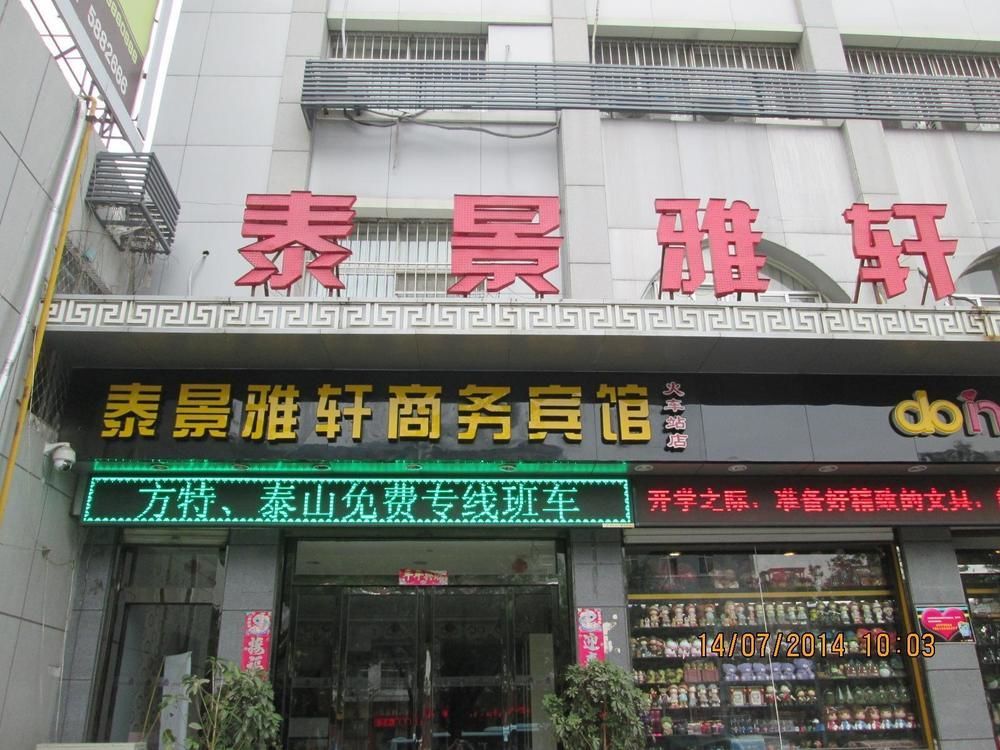 5882668
泰景雅轩
泰景雅轩商务宾馆
火车站店
doin
方特、泰山免费专线班车
开学之际，准备好精致的文具，
14/07/2014 10:03